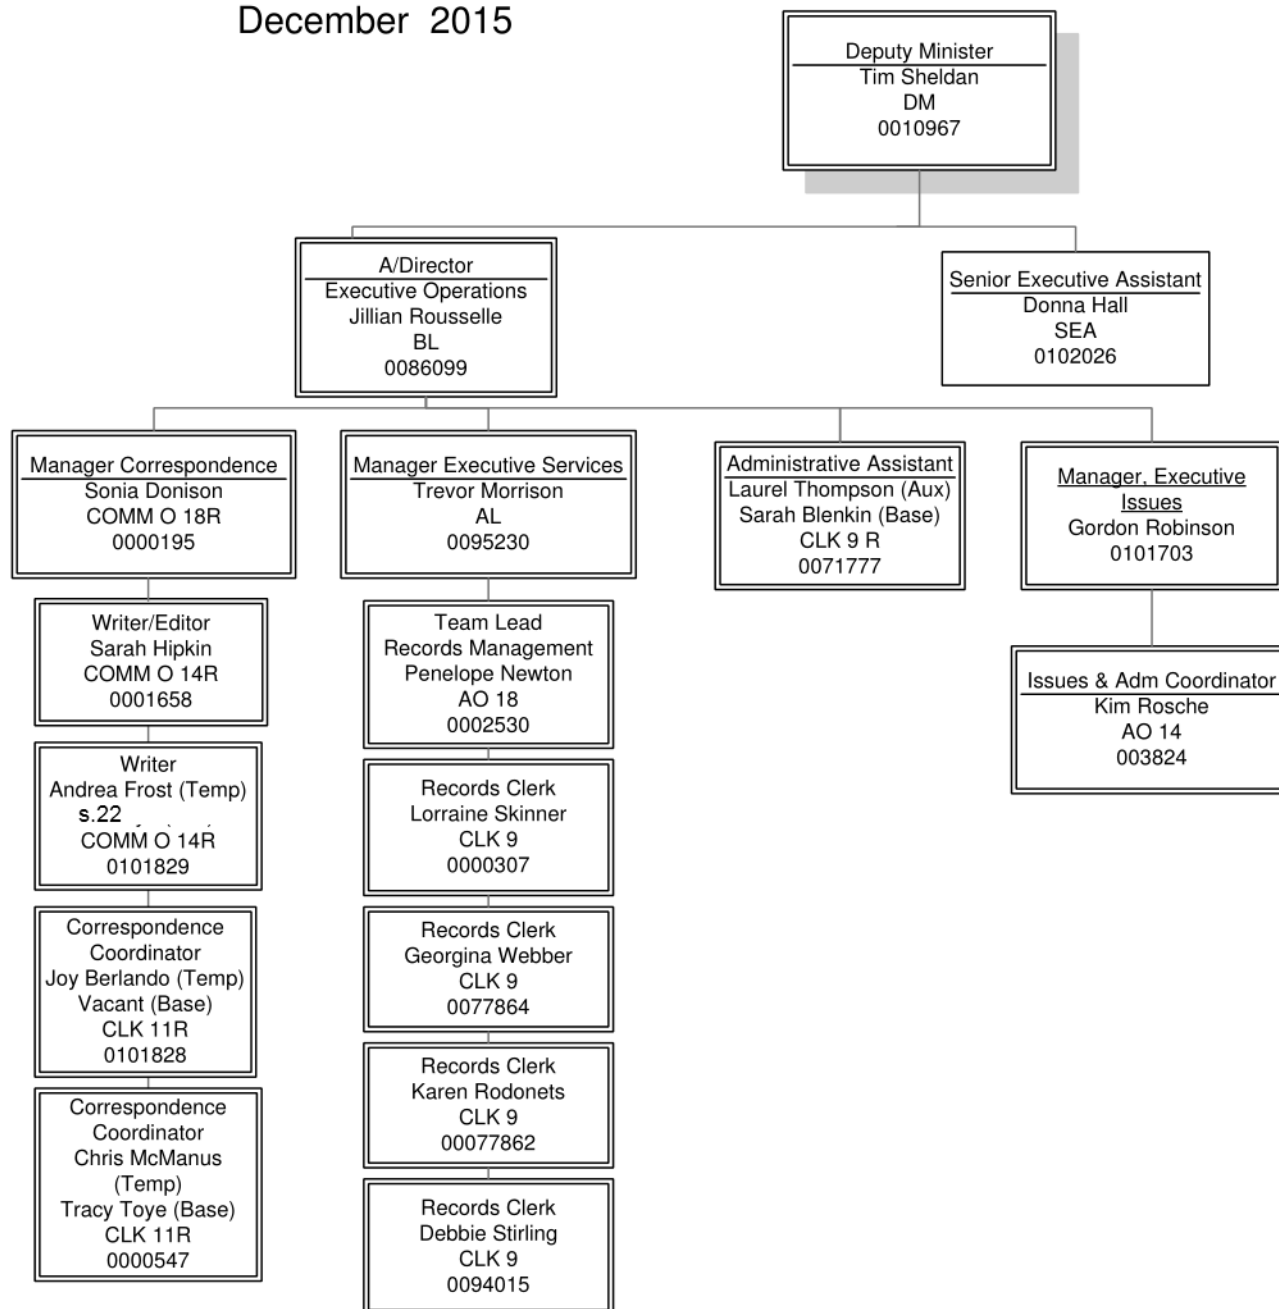 December 2015
Deputy Minister
Tim Sheldan
DM
0010967
A/Director
Executive Operations
Jillian Rousselle
BL
0086099
Senior Executive Assistant
Donna Hall
SEA
0102026
Manager Correspondence
Sonia Donison
COMM O 18R
0000195
Manager Executive Services
Trevor Morrison
AL
0095230
Administrative Assistant
Laurel Thompson (Aux)
Sarah Blenkin (Base)
CLK 9 R
0071777
Manager, Executive
Issues
Gordon Robinson
0101703
Writer/Editor
Sarah Hipkin
COMM O 14R
0001658
Team Lead
Records Management
Penelope Newton
AO 18
0002530
Issues & Adm Coordinator
Kim Rosche
AO 14
003824
Writer
Andrea Frost (Temp)
s.22
COMM O 14R
0101829
Records Clerk
Lorraine Skinner
CLK 9
0000307
Correspondence
Coordinator
Joy Berlando (Temp)
Vacant (Base)
CLK 11R
0101828
Records Clerk
Georgina Webber
CLK 9
0077864
Records Clerk
Karen Rodonets
CLK 9
00077862
Correspondence
Coordinator
Chris McManus
(Temp)
Tracy Toye (Base)
CLK 11R
0000547
Records Clerk
Debbie Stirling
CLK 9
0094015